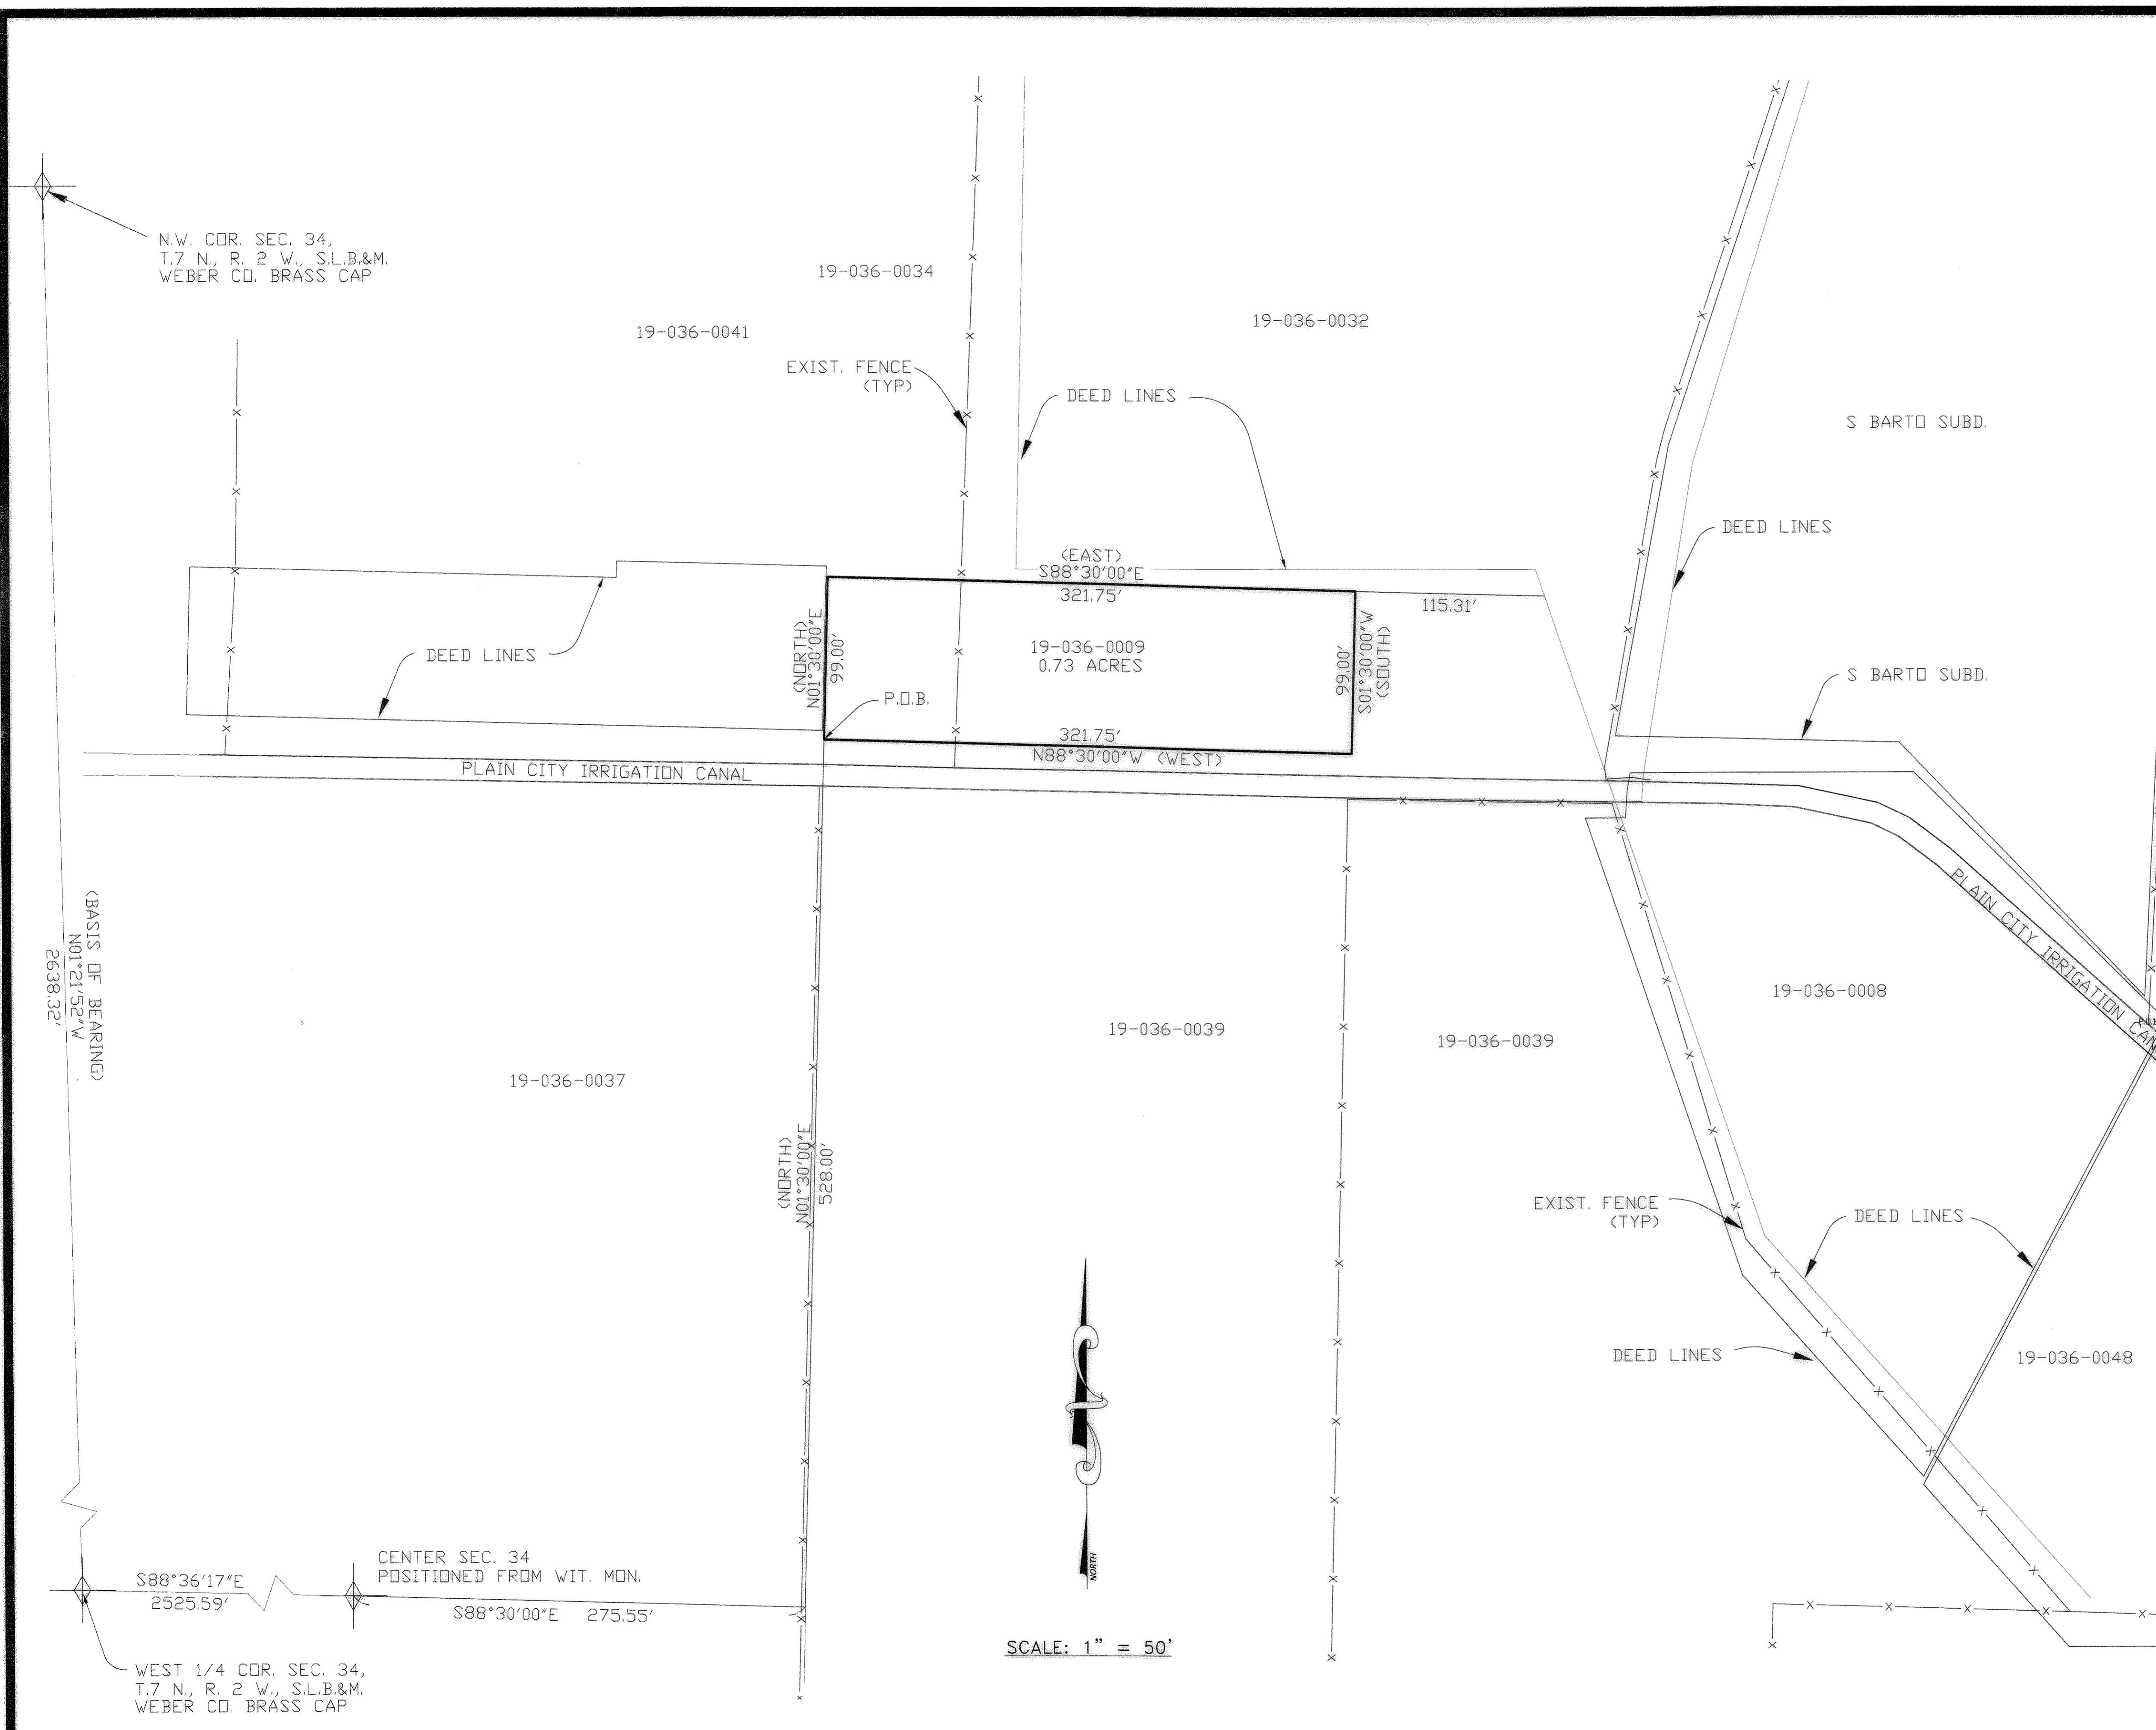 N.W. COR. SEC. 34,
T.7 N., R. 2 W., S.L.B.&M.
WEBER CO. BRASS CAP
19-036-0034
19-036-0041
19-036-0032
EXIST. FENCE
(TYP)
DEED LINES
S BARTO SUBD.
DEED LINES
(EAST)
S88°30'00"E
321.75'
115.31'
(NORTH)
N01°30'00"E
99.00'
19-036-0009
0.73 ACRES
99.00'
S01°30'00"W
(SOUTH)
DEED LINES
P.O.B.
S BARTO SUBD.
321.75'
N88°30'00"W (WEST)
PLAIN CITY IRRIGATION CANAL
PLAIN CITY IRRIGATION CAN
(BASIS OF BEARING)
N01°21'52"W
2638.32'
19-036-0008
19-036-0039
19-036-0039
19-036-0037
(NORTH)
N01°30'00"E
528.00'
EXIST. FENCE
(TYP)
DEED LINES
DEED LINES
19-036-0048
NORTH
CENTER SEC. 34
POSITIONED FROM WIT. MON.
S88°36'17"E
2525.59'
S88°30'00"E 275.55'
SCALE: 1" = 50'
WEST 1/4 COR. SEC. 34,
T.7 N., R. 2 W., S.L.B.&M.
WEBER CO. BRASS CAP